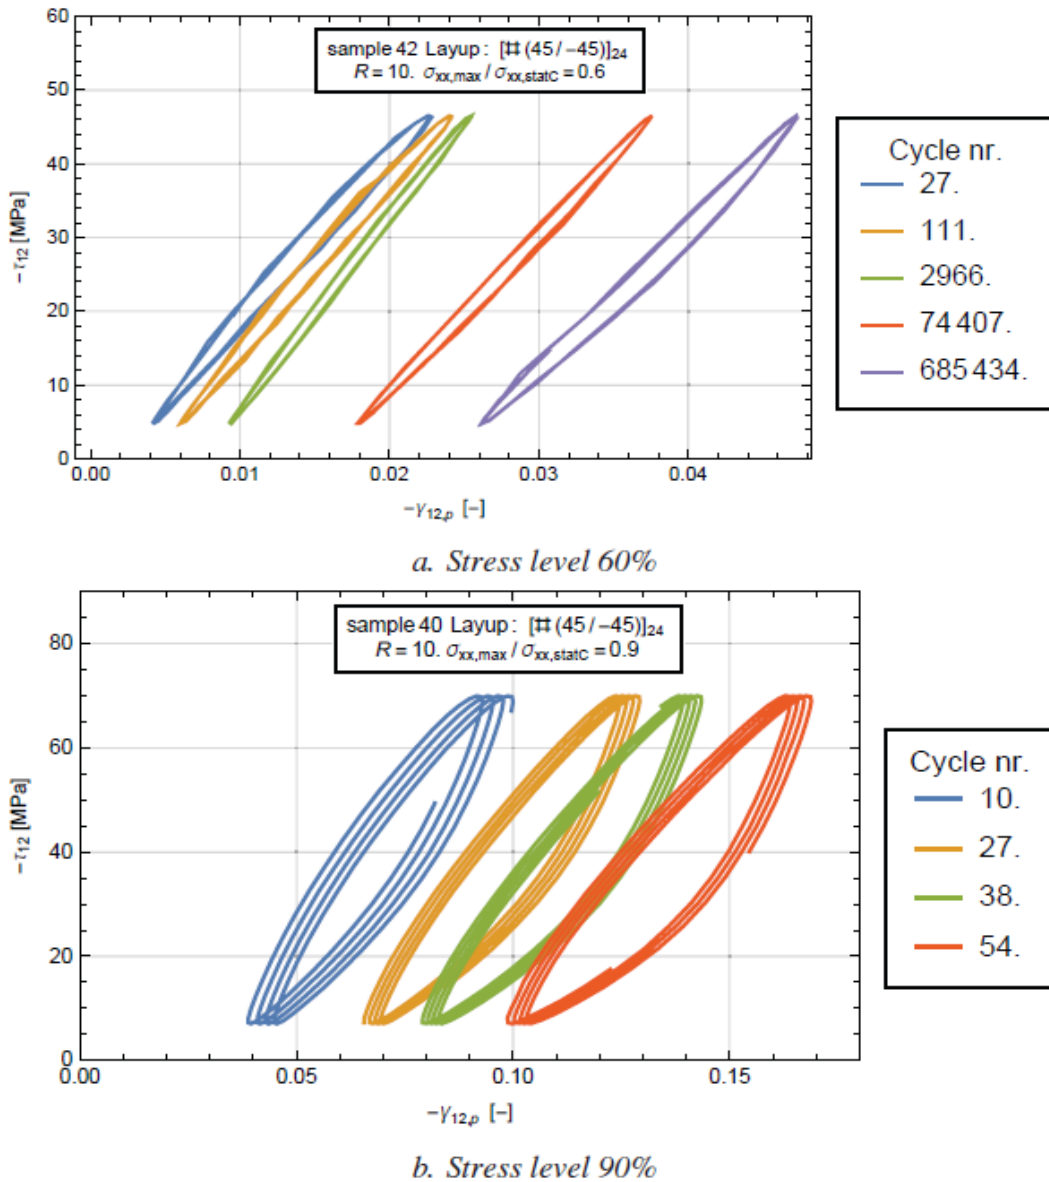 60
50
40
30
20
10
0
−τ12 [MPa]
sample 42 Layup: [⌗(45/−45)]24
R=10. σxx,max/σxx,statC=0.6
0.00 0.01 0.02 0.03 0.04
−γ12,p [−]
Cycle nr.
27.
111.
2966.
74 407.
685 434.
a. Stress level 60%
80
60
40
20
0
−τ12 [MPa]
sample 40 Layup: [⌗(45/−45)]24
R=10. σxx,max/σxx,statC=0.9
0.00 0.05 0.10 0.15
−γ12,p [−]
Cycle nr.
10.
27.
38.
54.
b. Stress level 90%